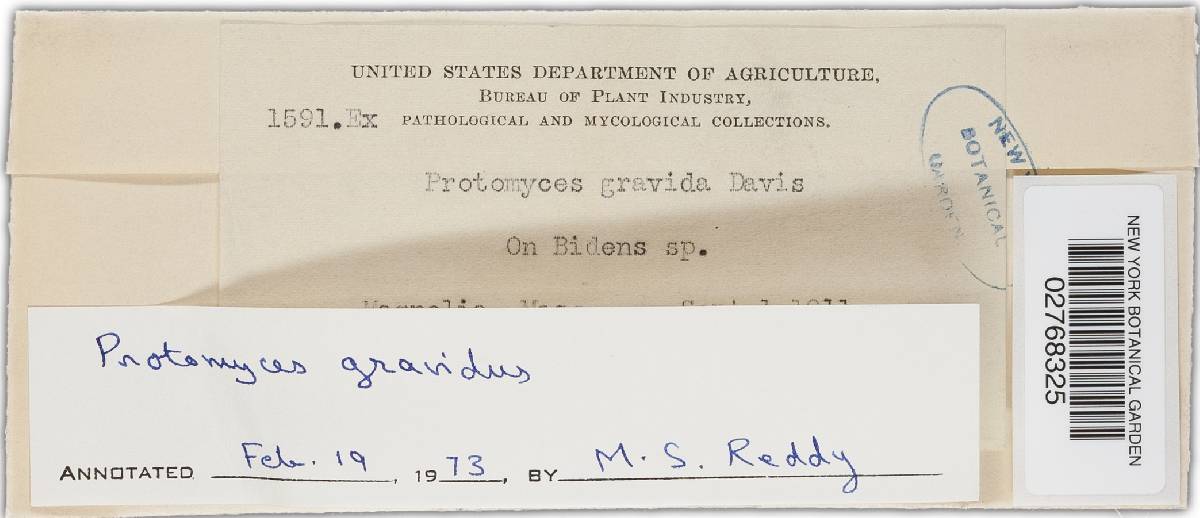 UNITED STATES DEPARTMENT OF AGRICULTURE,
BUREAU OF PLANT INDUSTRY,
1591.Ex PATHOLOGICAL AND MYCOLOGICAL COLLECTIONS.
Protomyces gravida Davis
On Bidens sp.
NEW
BOTANICAL
GARDEN
Protomyces gravidus
ANNOTATED Feb. 19, 1973, BY M. S. Reddy
NEW YORK BOTANICAL GARDEN
02768325